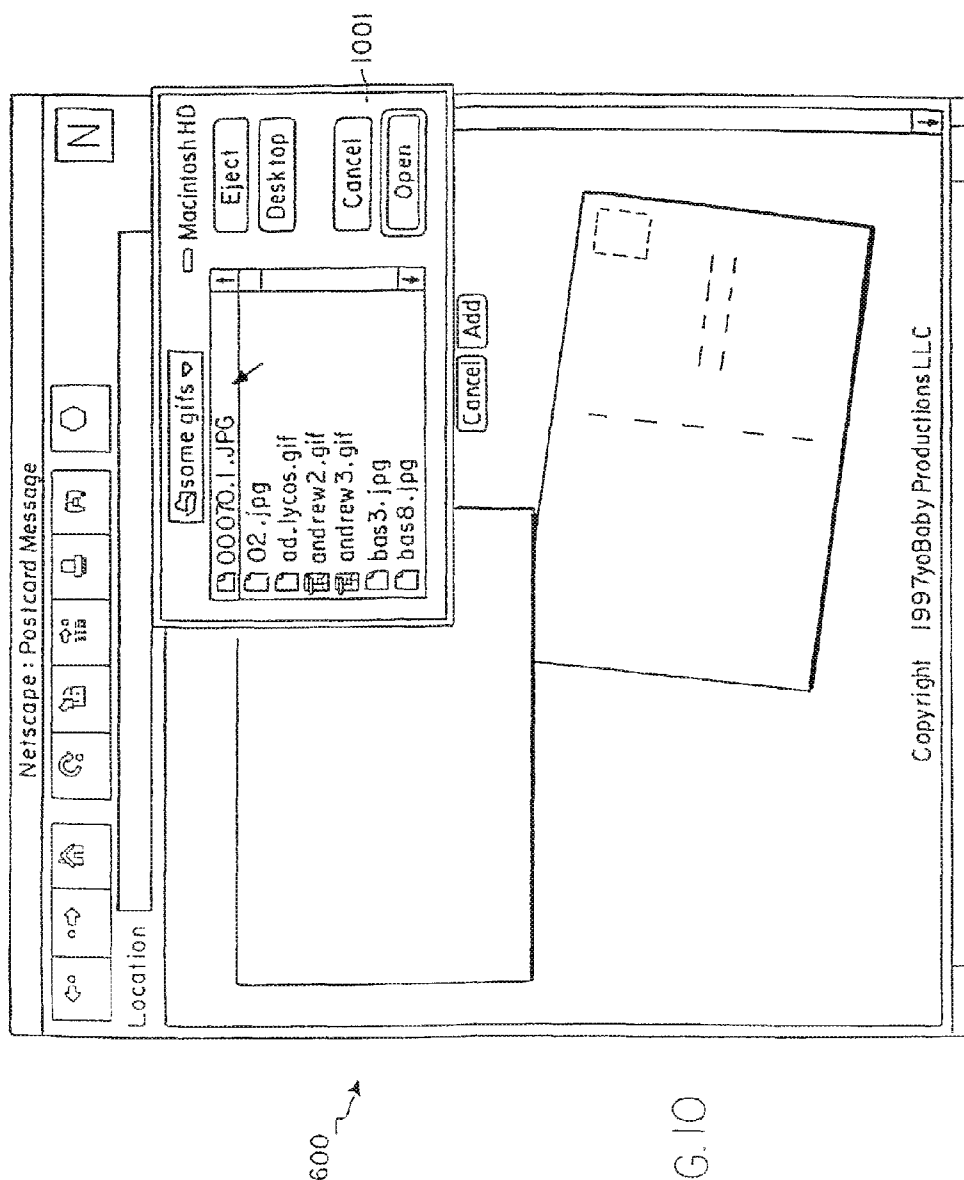 Netscape: Postcard Message
N
Location
some gifs
Macintosh HD
00070.1.JPG
02.jpg
ad.lycos.gif
andrew2.gif
andrew3.gif
bas3.jpg
bas8.jpg
Eject
Desktop
Cancel
Open
1001
Cancel
Add
Copyright 1997yoBaby Productions LLC
600
G. 10